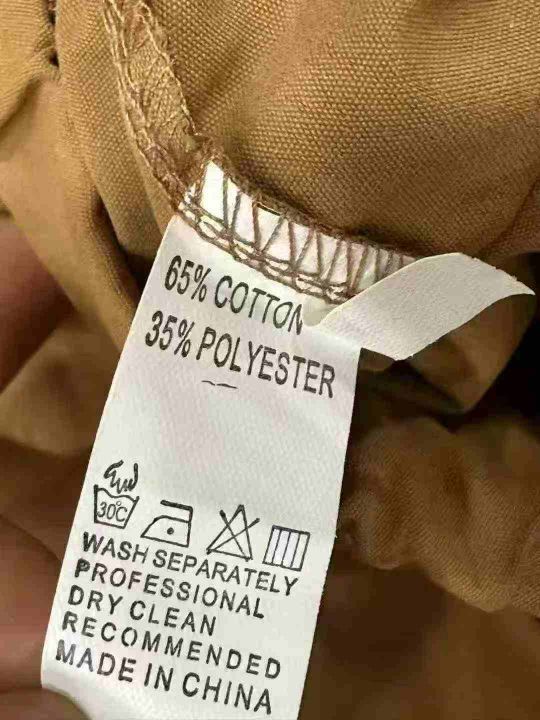 65% COTTON
35% POLYESTER
30°C
WASH SEPARATELY
PROFESSIONAL
DRY CLEAN
RECOMMENDED
MADE IN CHINA